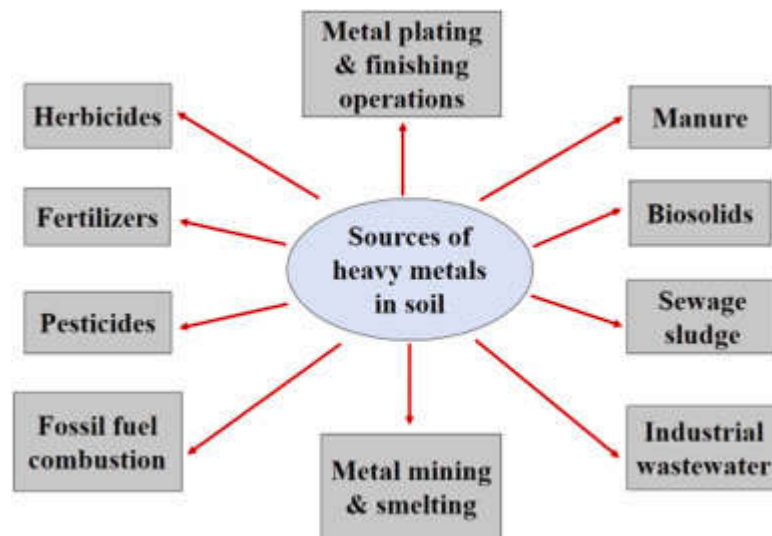 Metal plating
& finishing
operations
Herbicides
Manure
Fertilizers
Biosolids
Sources of
heavy metals
in soil
Pesticides
Sewage
sludge
Fossil fuel
combustion
Metal mining
& smelting
Industrial
wastewater